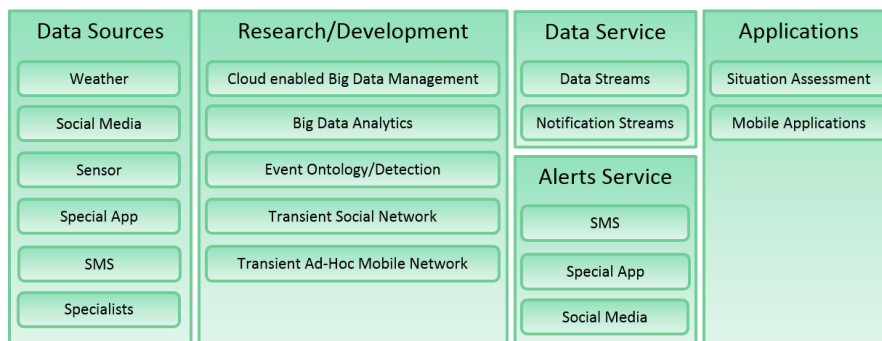 Data Sources
Weather
Social Media
Sensor
Special App
SMS
Specialists
Research/Development
Cloud enabled Big Data Management
Big Data Analytics
Event Ontology/Detection
Transient Social Network
Transient Ad-Hoc Mobile Network
Data Service
Data Streams
Notification Streams
Alerts Service
SMS
Special App
Social Media
Applications
Situation Assessment
Mobile Applications